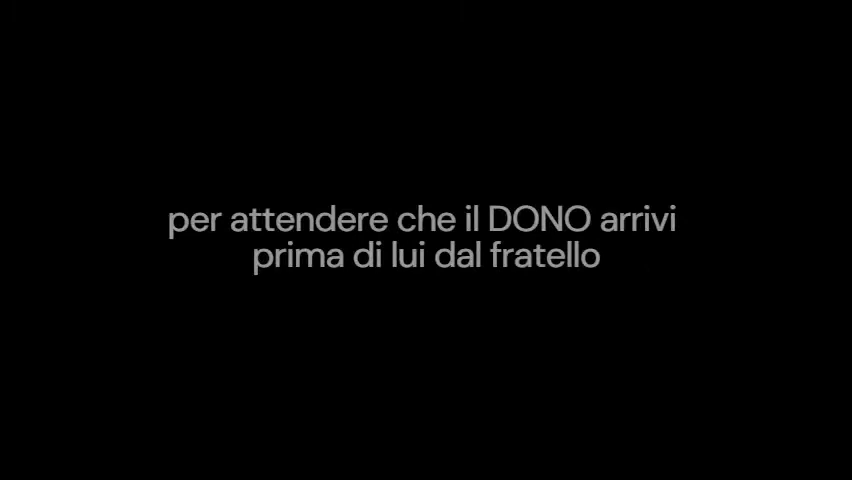 per attendere che il DONO arrivi
prima di lui dal fratello